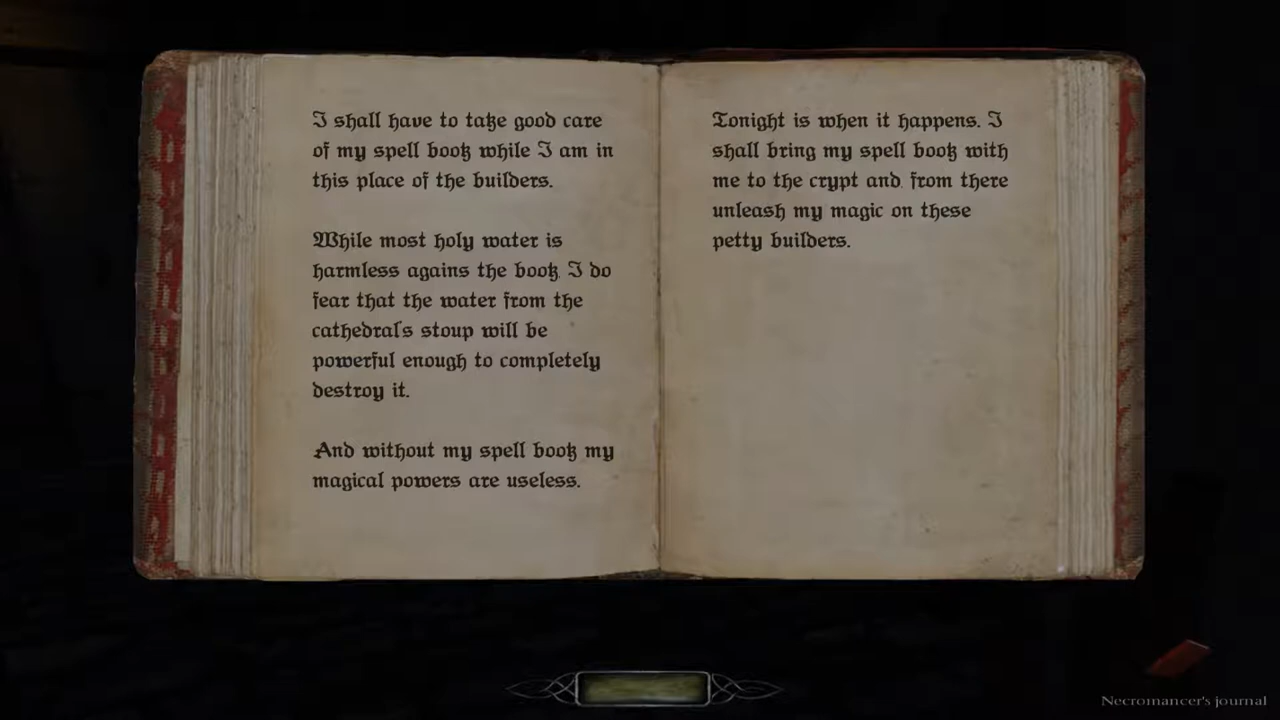 I shall have to take good care
of my spell book while I am in
this place of the builders.
While most holy water is
harmless agains the book I do
fear that the water from the
cathedral's stoup will be
powerful enough to completely
destroy it.
And without my spell book my
magical powers are useless.
Tonight is when it happens. I
shall bring my spell book with
me to the crypt and from there
unleash my magic on these
petty builders.
Necromancer's journal